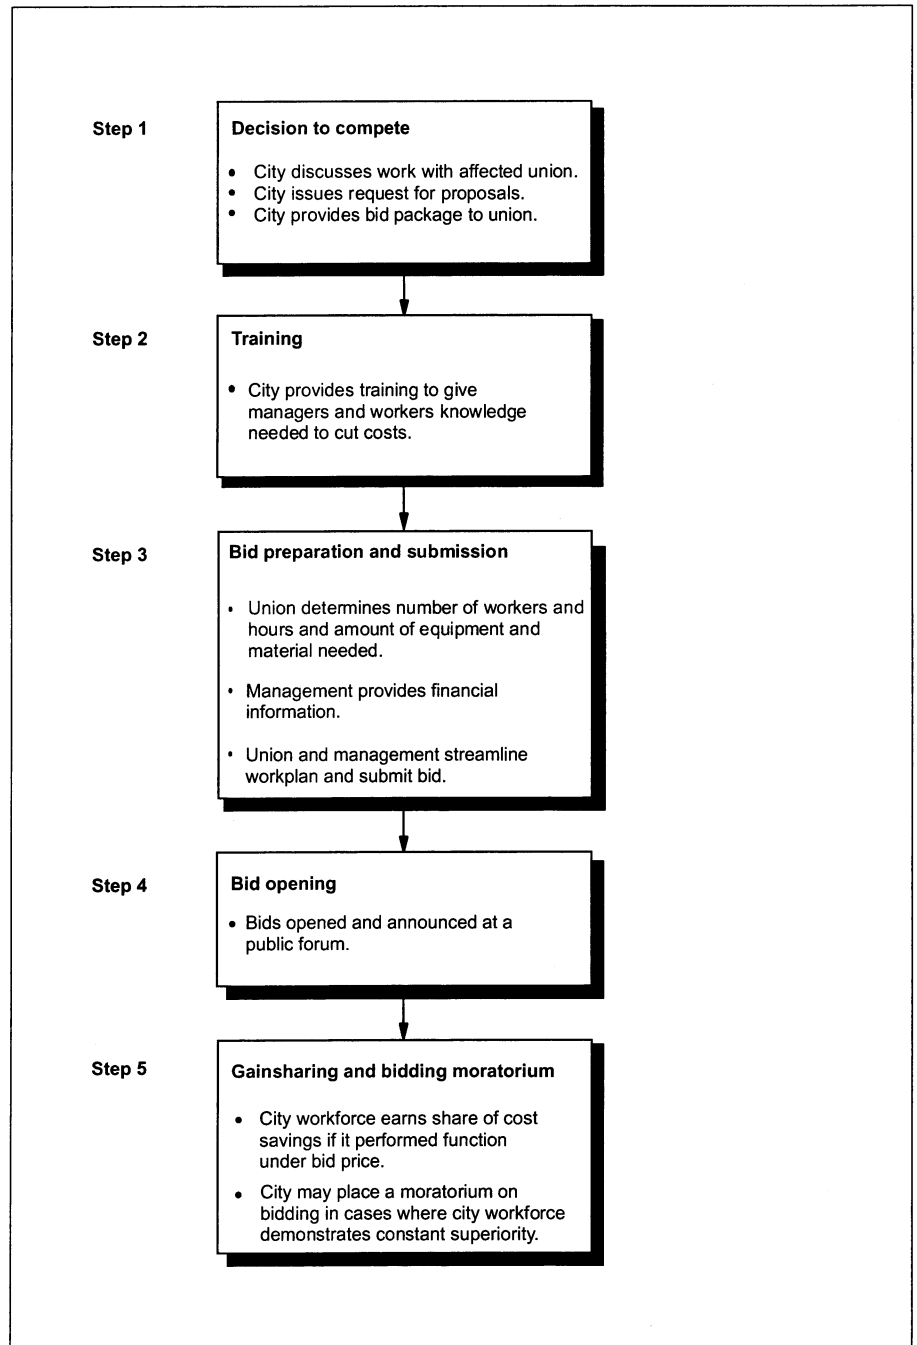 Step 1
Decision to compete
• City discusses work with affected union.
• City issues request for proposals.
• City provides bid package to union.
Step 2
Training
• City provides training to give
managers and workers knowledge
needed to cut costs.
Step 3
Bid preparation and submission
• Union determines number of workers and
hours and amount of equipment and
material needed.
• Management provides financial
information.
• Union and management streamline
workplan and submit bid.
Step 4
Bid opening
• Bids opened and announced at a
public forum.
Step 5
Gainsharing and bidding moratorium
• City workforce earns share of cost
savings if it performed function
under bid price.
• City may place a moratorium on
bidding in cases where city workforce
demonstrates constant superiority.